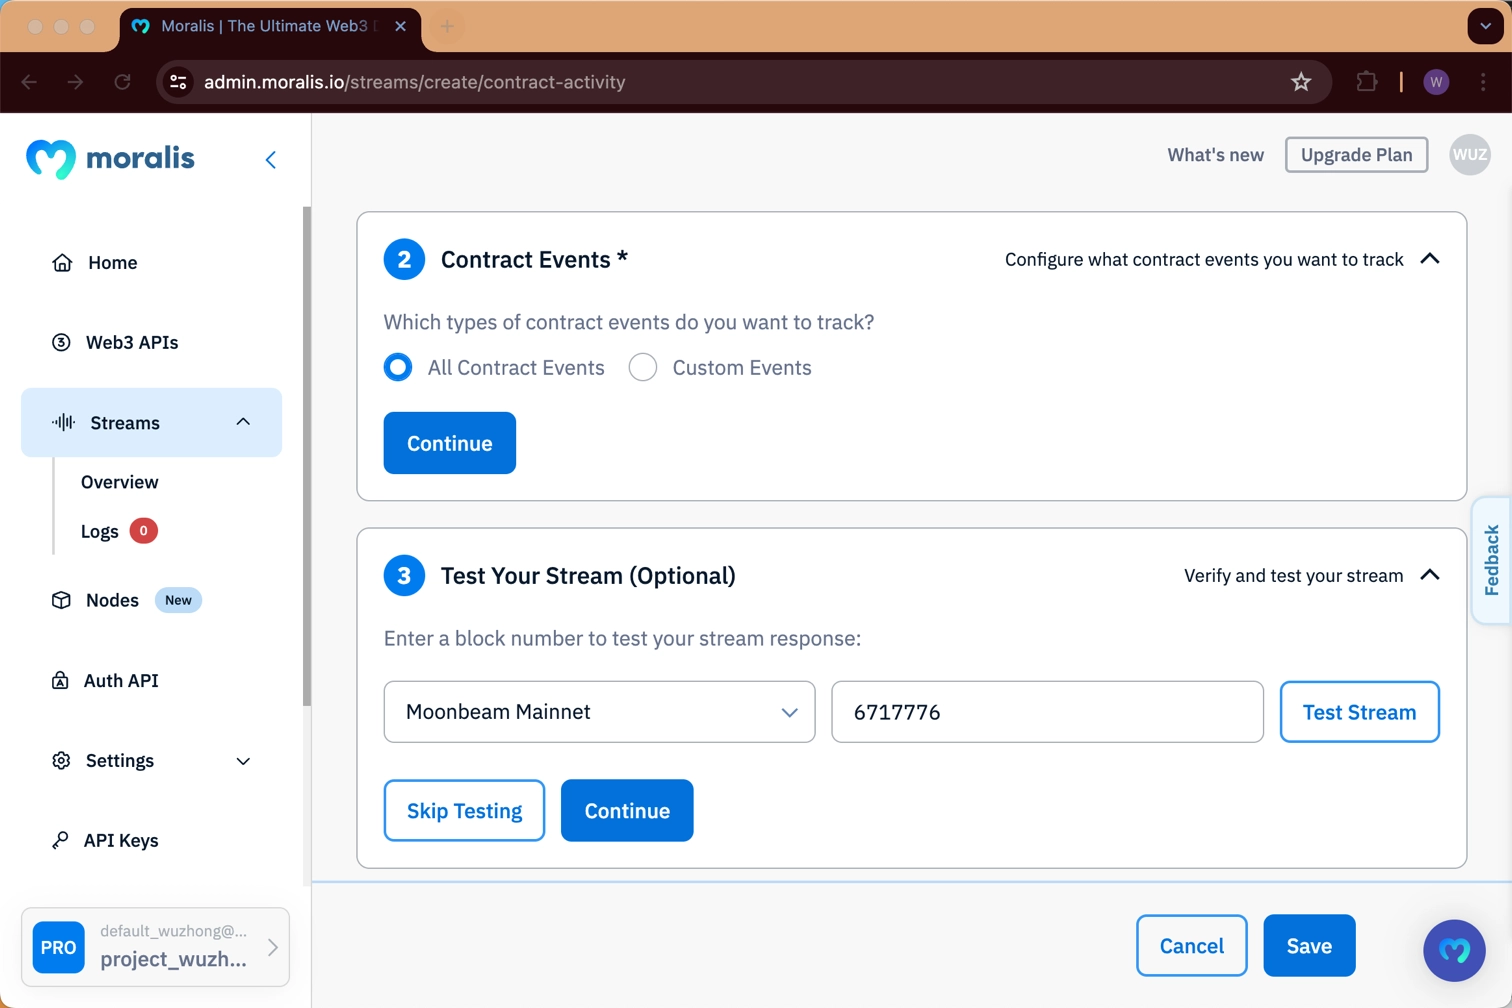 Moralis | The Ultimate Web3
admin.moralis.io/streams/create/contract-activity
W
moralis
What's new
Upgrade Plan
WUZ
Home
Web3 APIs
Streams
Overview
Logs 0
Nodes New
Auth API
Settings
API Keys
PRO
default_wuzhong@...
project_wuzh...
2 Contract Events *
Configure what contract events you want to track
Which types of contract events do you want to track?
All Contract Events
Custom Events
Continue
3 Test Your Stream (Optional)
Verify and test your stream
Enter a block number to test your stream response:
Moonbeam Mainnet
6717776
Test Stream
Skip Testing
Continue
Fedback
Cancel
Save